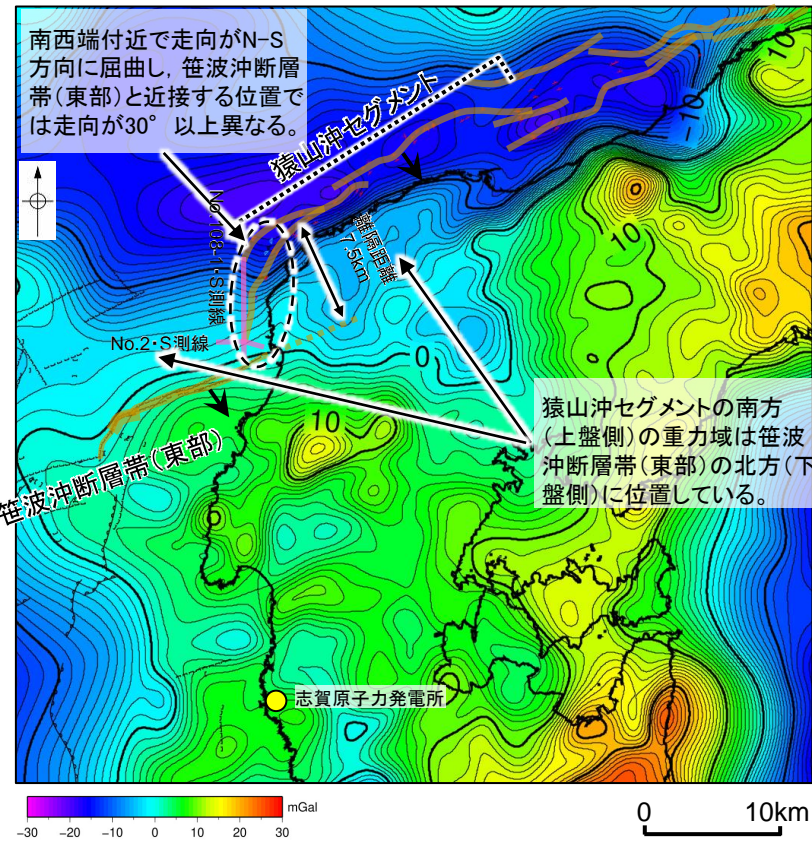 南西端付近で走向がN-S
方向に屈曲し，笹波沖断層
帯（東部）と近接する位置で
は走向が30°以上異なる。
猿山沖セグメント
10
-10
10
No.108-1・S測線
離隔距離
7.5km
No.2・S測線
0
10
笹波沖断層帯（東部）
猿山沖セグメントの南方
（上盤側）の重力域は笹波
沖断層帯（東部）の北方（下
盤側）に位置している。
0
志賀原子力発電所
mGal
-30 -20 -10 0 10 20 30
0 10km